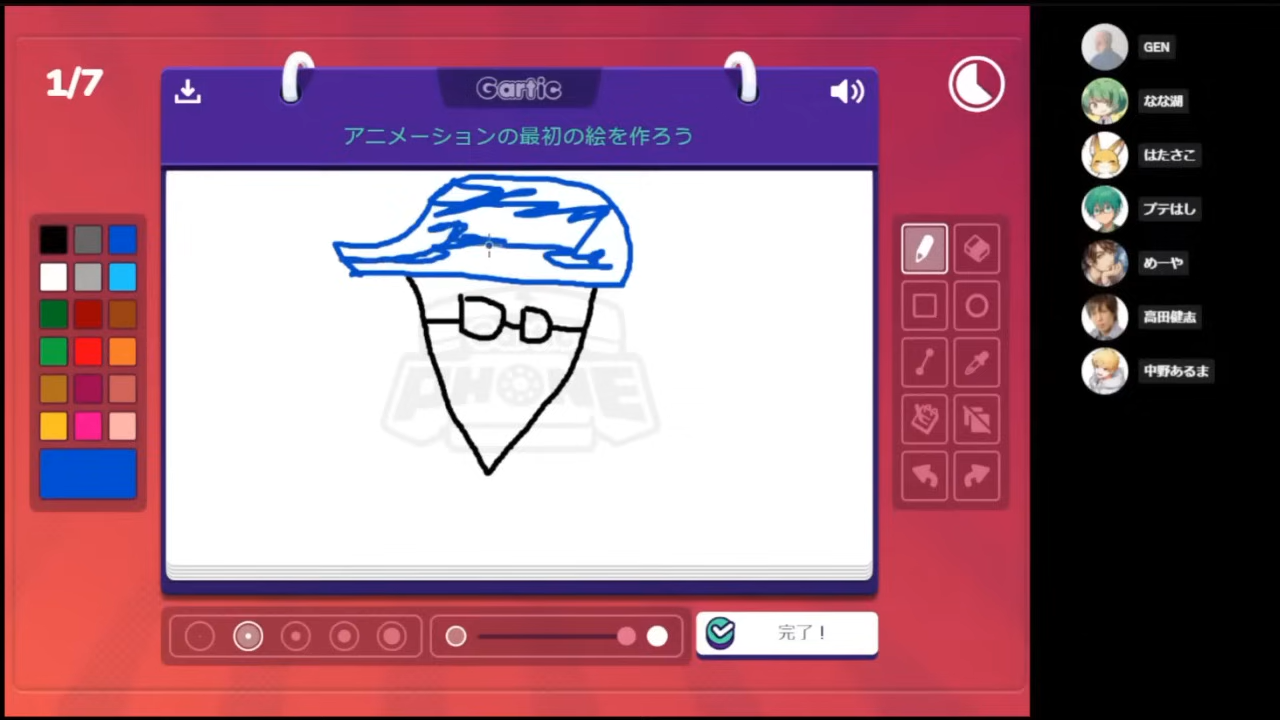 1/7
Gartic
アニメーションの最初の絵を作ろう
PHONE
完了！
GEN
なな湖
はたさこ
プテはし
めーや
高田健志
中野あるま